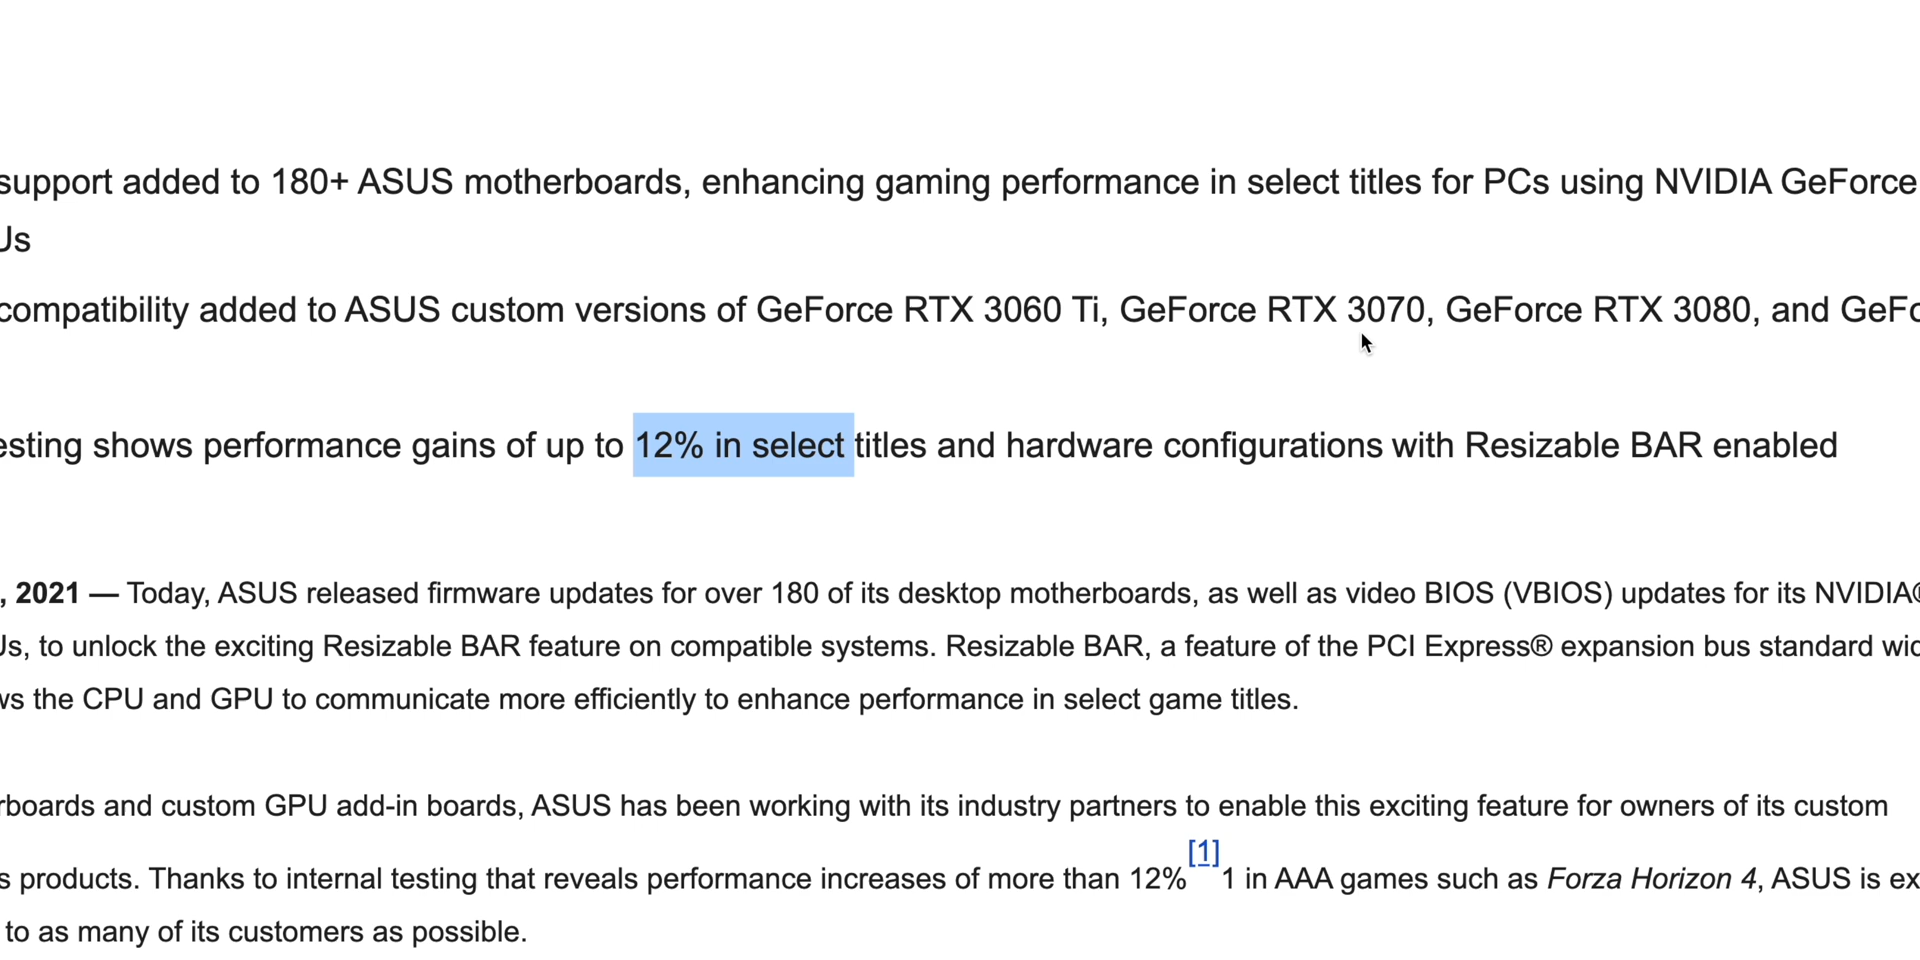 support added to 180+ ASUS motherboards, enhancing gaming performance in select titles for PCs using NVIDIA GeForce
Us
compatibility added to ASUS custom versions of GeForce RTX 3060 Ti, GeForce RTX 3070, GeForce RTX 3080, and GeFo
esting shows performance gains of up to 12% in select titles and hardware configurations with Resizable BAR enabled
, 2021 — Today, ASUS released firmware updates for over 180 of its desktop motherboards, as well as video BIOS (VBIOS) updates for its NVIDIA®
Us, to unlock the exciting Resizable BAR feature on compatible systems. Resizable BAR, a feature of the PCI Express® expansion bus standard wid
ws the CPU and GPU to communicate more efficiently to enhance performance in select game titles.
rboards and custom GPU add-in boards, ASUS has been working with its industry partners to enable this exciting feature for owners of its custom
s products. Thanks to internal testing that reveals performance increases of more than 12%[1]1 in AAA games such as Forza Horizon 4, ASUS is ex
to as many of its customers as possible.